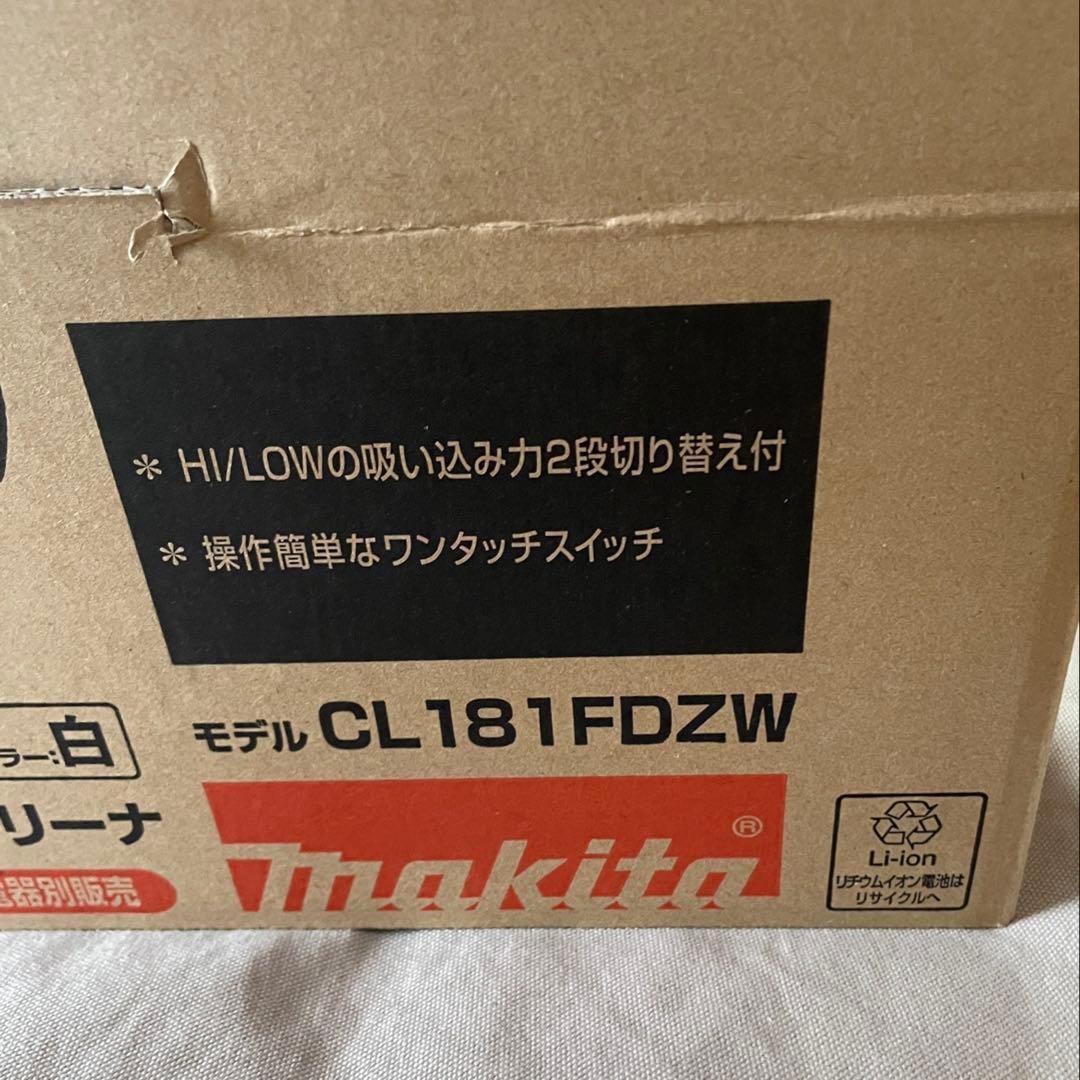 * HI/LOWの吸い込み力2段切り替え付
* 操作簡単なワンタッチスイッチ
ラー:白
モデル CL181FDZW
リーナ
makita®
電器別販売
Li-ion
リチウムイオン電池は
リサイクルへ